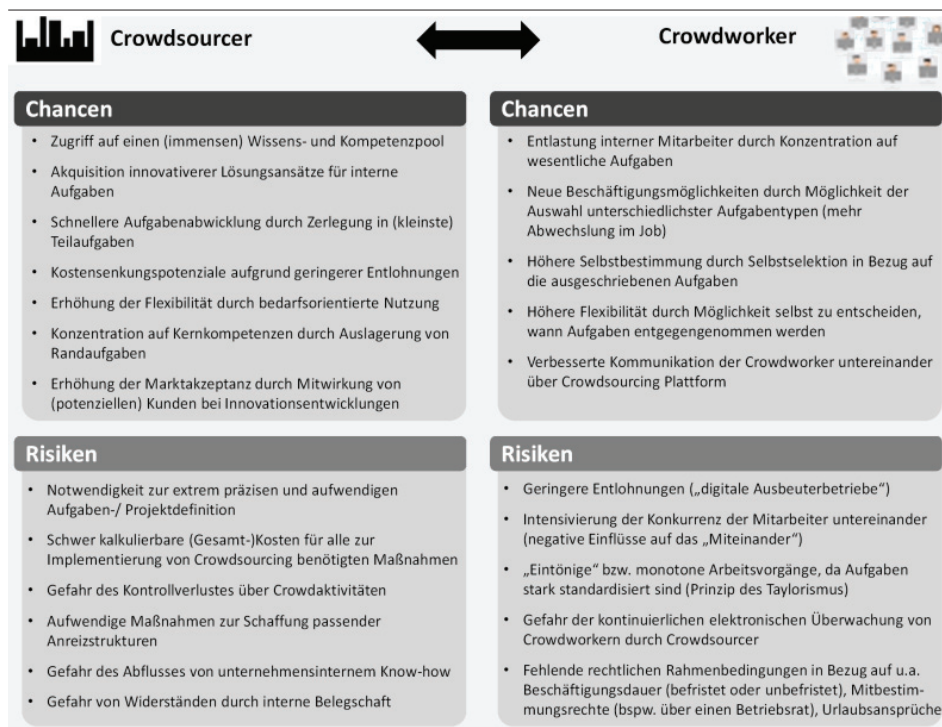 Crowdsourcer
Crowdworker
Chancen
• Zugriff auf einen (immensen) Wissens- und Kompetenzpool
• Akquisition innovativerer Lösungsansätze für interne
Aufgaben
• Schnellere Aufgabenabwicklung durch Zerlegung in (kleinste)
Teilaufgaben
• Kostensenkungspotenziale aufgrund geringerer Entlohnungen
• Erhöhung der Flexibilität durch bedarfsorientierte Nutzung
• Konzentration auf Kernkompetenzen durch Auslagerung von
Randaufgaben
• Erhöhung der Marktakzeptanz durch Mitwirkung von
(potenziellen) Kunden bei Innovationsentwicklungen
Chancen
• Entlastung interner Mitarbeiter durch Konzentration auf
wesentliche Aufgaben
• Neue Beschäftigungsmöglichkeiten durch Möglichkeit der
Auswahl unterschiedlichster Aufgabentypen (mehr
Abwechslung im Job)
• Höhere Selbstbestimmung durch Selbstselektion in Bezug auf
die ausgeschriebenen Aufgaben
• Höhere Flexibilität durch Möglichkeit selbst zu entscheiden,
wann Aufgaben entgegengenommen werden
• Verbesserte Kommunikation der Crowdworker untereinander
über Crowdsourcing Plattform
Risiken
• Notwendigkeit zur extrem präzisen und aufwendigen
Aufgaben-/ Projektdefinition
• Schwer kalkulierbare (Gesamt-)Kosten für alle zur
Implementierung von Crowdsourcing benötigten Maßnahmen
• Gefahr des Kontrollverlustes über Crowdaktivitäten
• Aufwendige Maßnahmen zur Schaffung passender
Anreizstrukturen
• Gefahr des Abflusses von unternehmensinternem Know-how
• Gefahr von Widerständen durch interne Belegschaft
Risiken
• Geringere Entlohnungen („digitale Ausbeuterbetriebe“)
• Intensivierung der Konkurrenz der Mitarbeiter untereinander
(negative Einflüsse auf das „Miteinander“)
• „Eintönige“ bzw. monotone Arbeitsvorgänge, da Aufgaben
stark standardisiert sind (Prinzip des Taylorismus)
• Gefahr der kontinuierlichen elektronischen Überwachung von
Crowdworkern durch Crowdsourcer
• Fehlende rechtlichen Rahmenbedingungen in Bezug auf u.a.
Beschäftigungsdauer (befristet oder unbefristet), Mitbestim-
mungsrechte (bspw. über einen Betriebsrat), Urlaubsansprüche